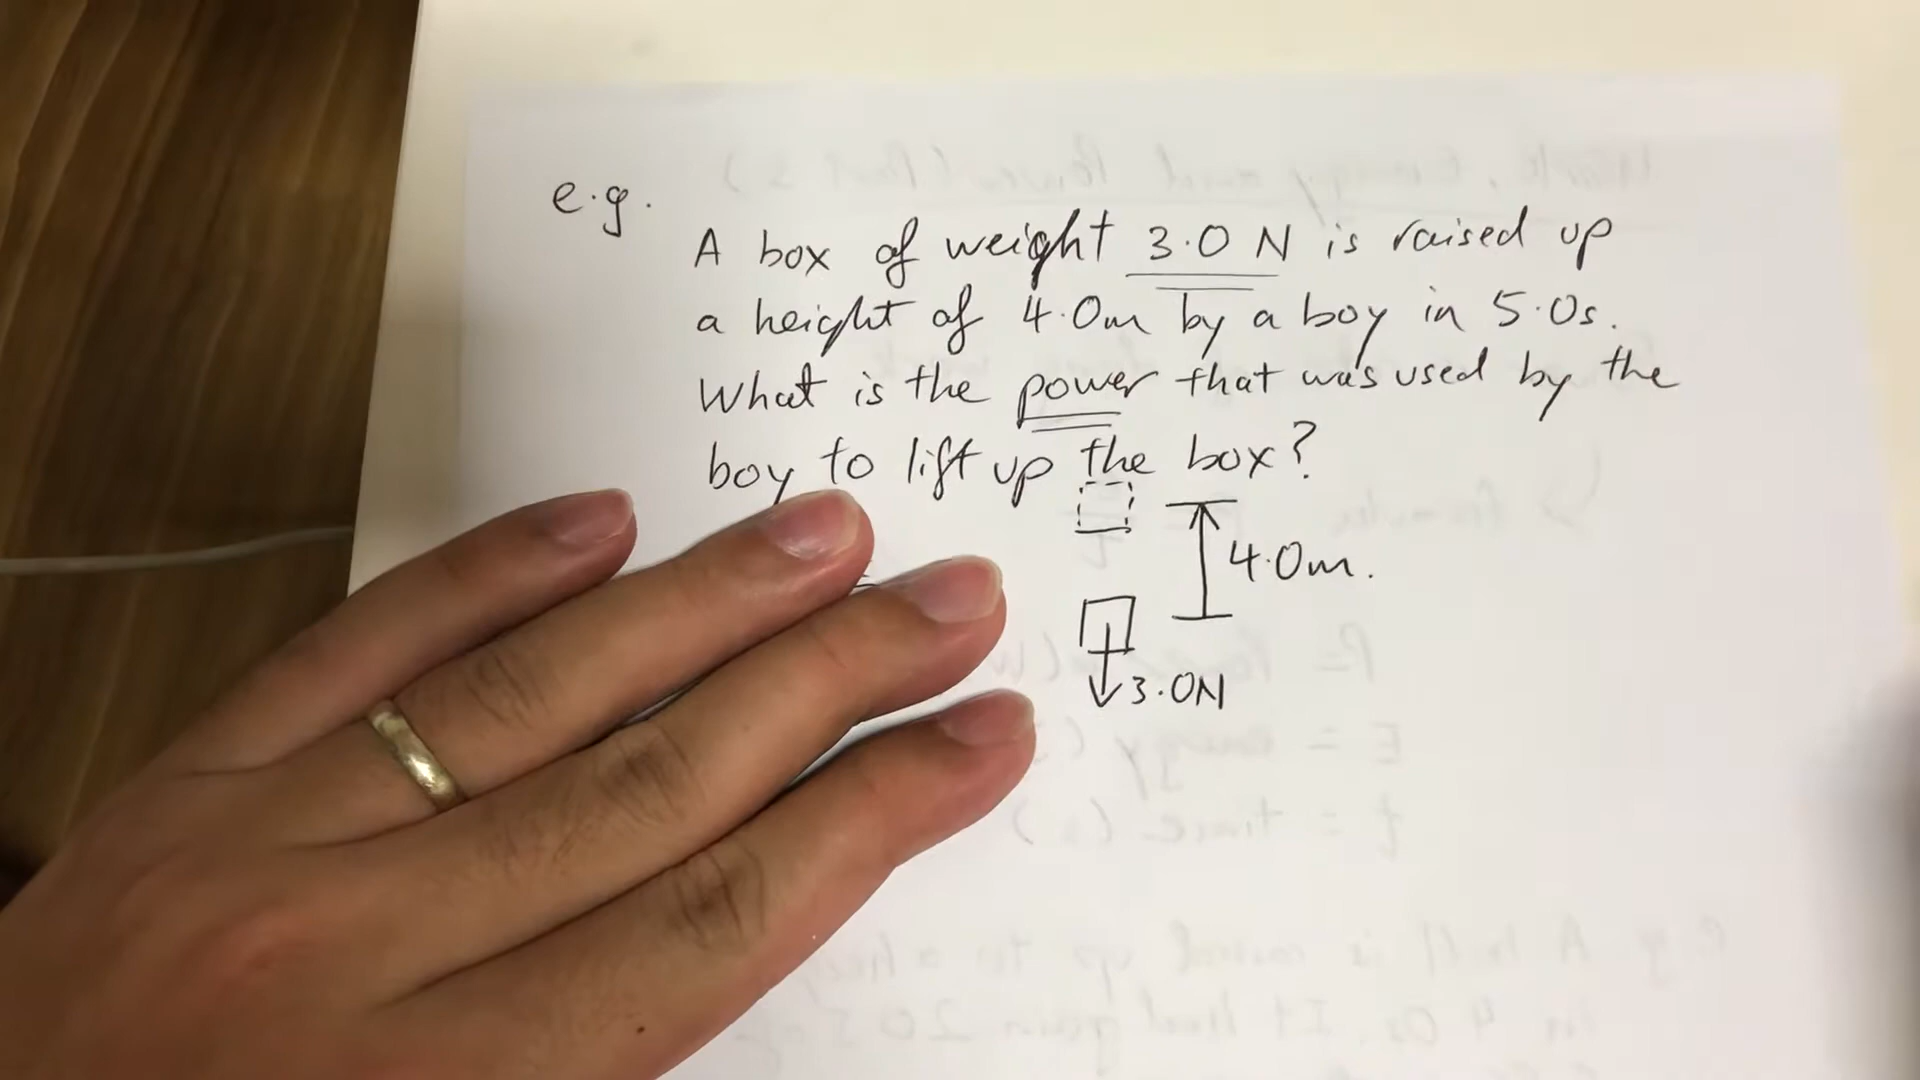 e.g.
A box of weight 3.0 N is raised up
a height of 4.0m by a boy in 5.0s.
What is the power that was used by the
boy to lift up the box?
4.0m.
3.0N